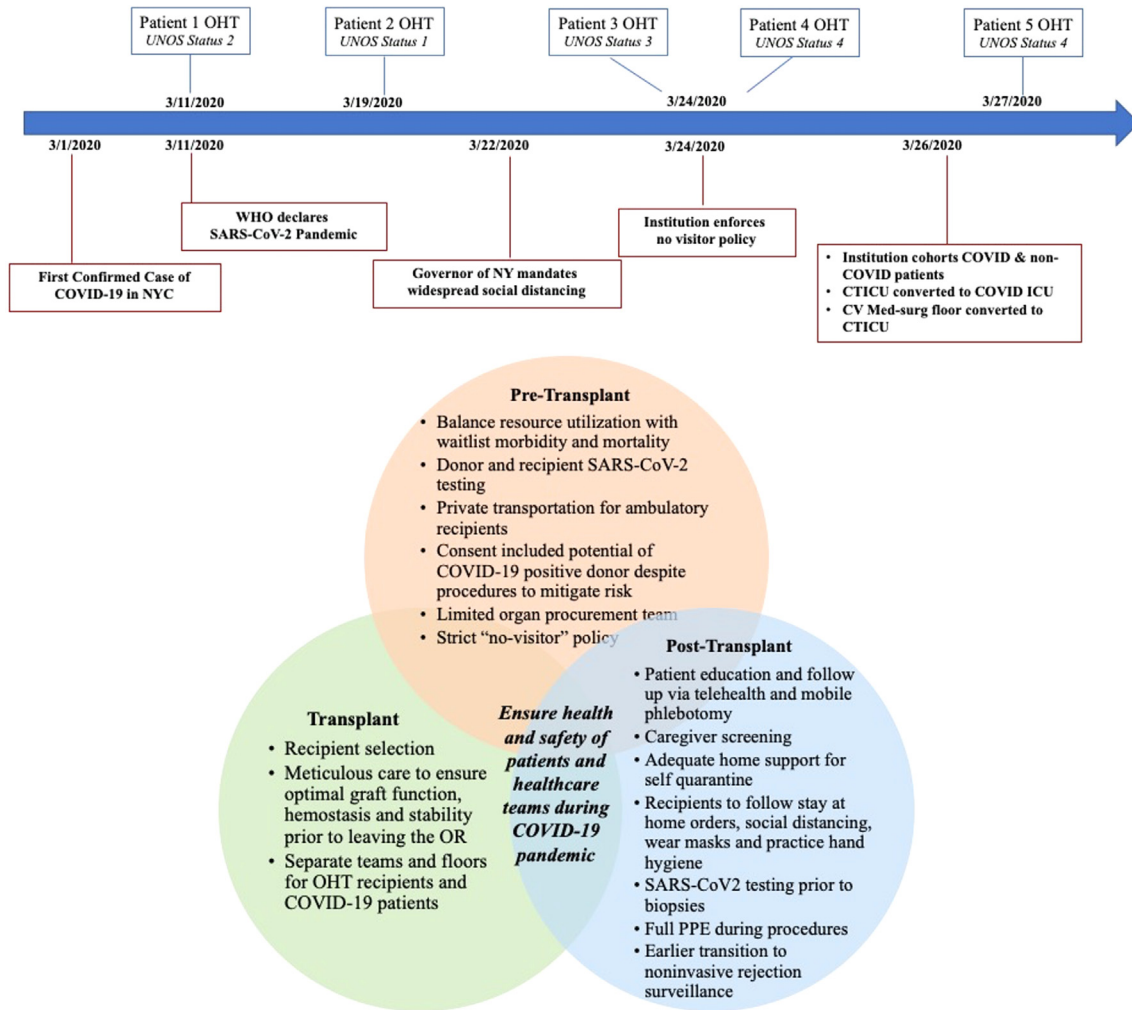 Patient 1 OHT
UNOS Status 2
Patient 2 OHT
UNOS Status 1
Patient 3 OHT
UNOS Status 3
Patient 4 OHT
UNOS Status 4
Patient 5 OHT
UNOS Status 4
3/11/2020
3/19/2020
3/24/2020
3/27/2020
3/1/2020
3/11/2020
3/22/2020
3/24/2020
3/26/2020
First Confirmed Case of
COVID-19 in NYC
WHO declares
SARS-CoV-2 Pandemic
Governor of NY mandates
widespread social distancing
Institution enforces
no visitor policy
• Institution cohorts COVID & non-
COVID patients
• CTICU converted to COVID ICU
• CV Med-surg floor converted to
CTICU
Pre-Transplant
• Balance resource utilization with
waitlist morbidity and mortality
• Donor and recipient SARS-CoV-2
testing
• Private transportation for ambulatory
recipients
• Consent included potential of
COVID-19 positive donor despite
procedures to mitigate risk
• Limited organ procurement team
• Strict “no-visitor” policy
Transplant
• Recipient selection
• Meticulous care to ensure
optimal graft function,
hemostasis and stability
prior to leaving the OR
• Separate teams and floors
for OHT recipients and
COVID-19 patients
Ensure health
and safety of
patients and
healthcare
teams during
COVID-19
pandemic
Post-Transplant
• Patient education and follow
up via telehealth and mobile
phlebotomy
• Caregiver screening
• Adequate home support for
self quarantine
• Recipients to follow stay at
home orders, social distancing,
wear masks and practice hand
hygiene
• SARS-CoV2 testing prior to
biopsies
• Full PPE during procedures
• Earlier transition to
noninvasive rejection
surveillance